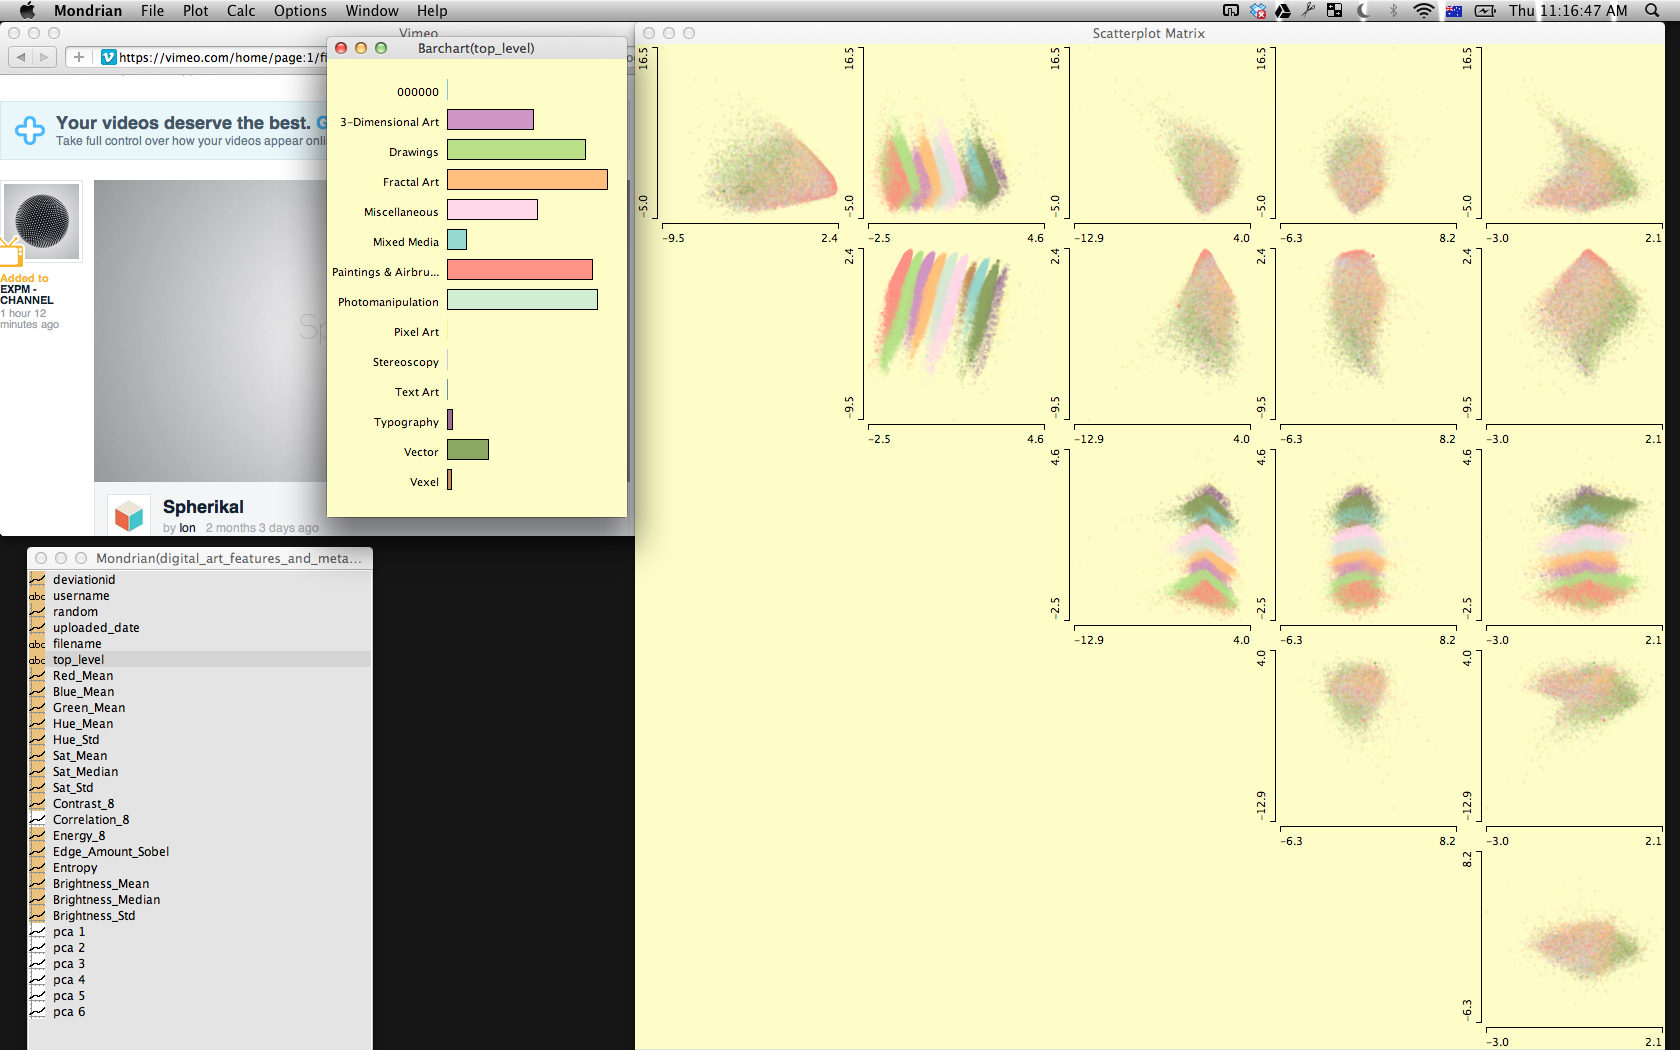 Mondrian File Plot Calc Options Window Help
Thu 11:16:47 AM
Vimeo
https://vimeo.com/home/page:1/f
Your videos deserve the best. G
Take full control over how your videos appear onli
Added to
EXPM -
CHANNEL
1 hour 12
minutes ago
Sp
Spherikal
by Ion 2 months 3 days ago
Barchart(top_level)
000000
3-Dimensional Art
Drawings
Fractal Art
Miscellaneous
Mixed Media
Paintings & Airbru...
Photomanipulation
Pixel Art
Stereoscopy
Text Art
Typography
Vector
Vexel
Mondrian(digital_art_features_and_meta...
deviationid
abc username
random
uploaded_date
abc filename
abc top_level
Red_Mean
Blue_Mean
Green_Mean
Hue_Mean
Hue_Std
Sat_Mean
Sat_Median
Sat_Std
Contrast_8
Correlation_8
Energy_8
Edge_Amount_Sobel
Entropy
Brightness_Mean
Brightness_Median
Brightness_Std
pca 1
pca 2
pca 3
pca 4
pca 5
pca 6
Scatterplot Matrix
16.5 16.5 16.5 16.5 16.5
-5.0 -5.0 -5.0 -5.0 -5.0
-9.5 2.4 -2.5 4.6 -12.9 4.0 -6.3 8.2 -3.0 2.1
2.4 2.4 2.4 2.4
-9.5 -9.5 -9.5 -9.5
-2.5 4.6 -12.9 4.0 -6.3 8.2 -3.0 2.1
4.6 4.6 4.6
-2.5 -2.5 -2.5
-12.9 4.0 -6.3 8.2 -3.0 2.1
4.0 4.0
-12.9 -12.9
-6.3 8.2 -3.0 2.1
8.2
-6.3
-3.0 2.1